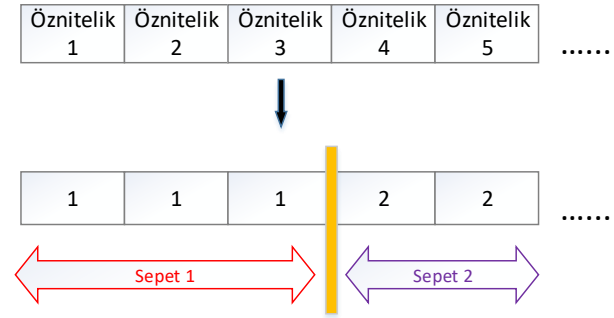 Öznitelik 1 Öznitelik 2 Öznitelik 3 Öznitelik 4 Öznitelik 5 ......
1 1 1 2 2 ......
Sepet 1 Sepet 2